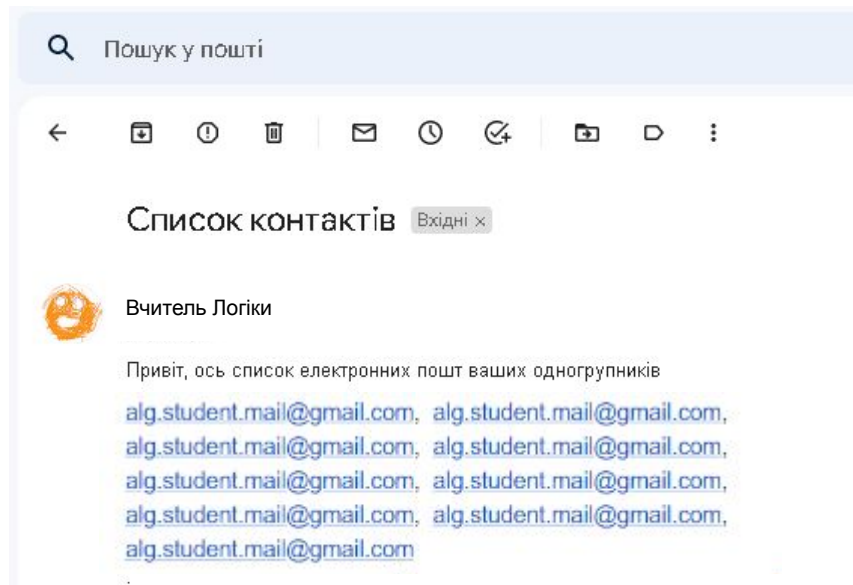 Пошук у пошті
Список контактів Вхідні ×
Вчитель Логіки
Привіт, ось список електронних пошт ваших одногрупників
alg.student.mail@gmail.com, alg.student.mail@gmail.com,
alg.student.mail@gmail.com, alg.student.mail@gmail.com,
alg.student.mail@gmail.com, alg.student.mail@gmail.com,
alg.student.mail@gmail.com, alg.student.mail@gmail.com,
alg.student.mail@gmail.com